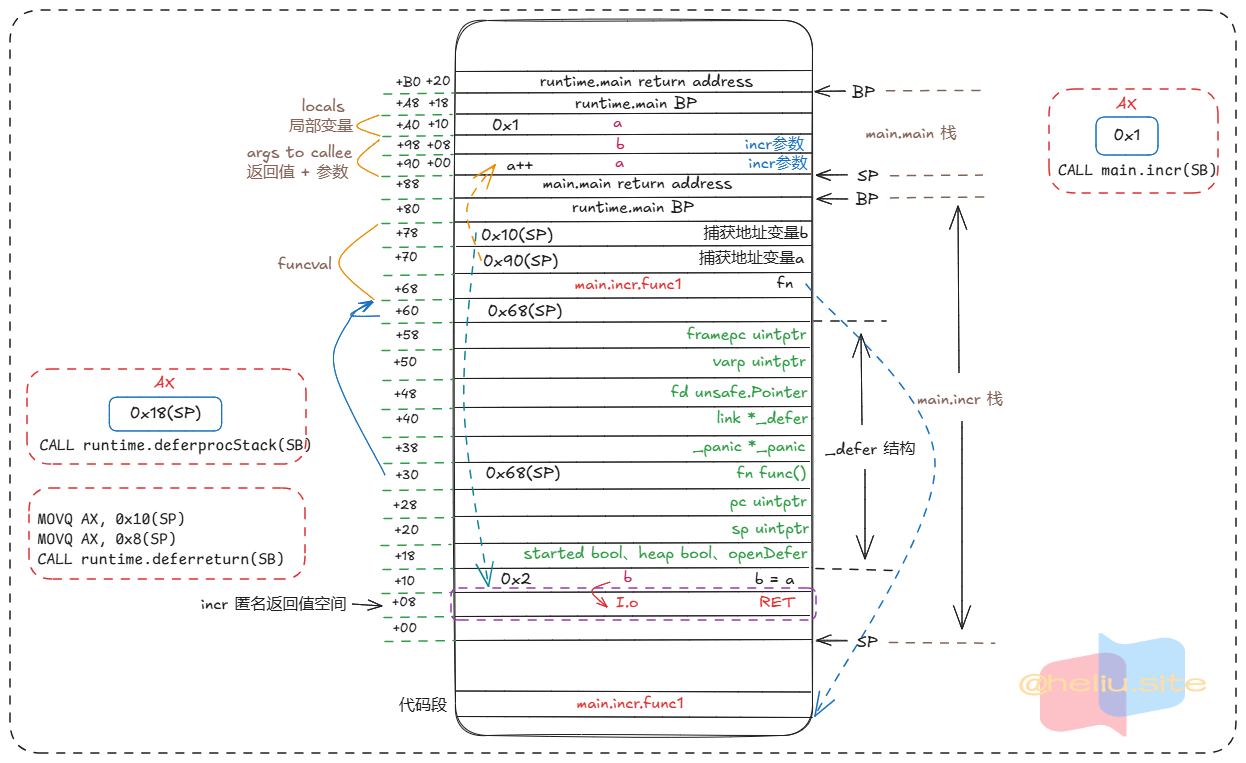 +B0 +20 runtime.main return address
BP
+A8 +18 runtime.main BP
locals
局部变量
+A0 +10 0x1 a
+98 +08 b incr参数
main.main 栈
args to callee
返回值 + 参数
+90 +00 a++ a incr参数
SP
+88 main.main return address
BP
+80 runtime.main BP
+78 0x10(SP) 捕获地址变量b
+70 0x90(SP) 捕获地址变量a
funcval
+68 main.incr.func1 fn
+60 0x68(SP)
+58 framepc uintptr
+50 varp uintptr
+48 fd unsafe.Pointer
main.incr 栈
+40 link *_defer
+38 _panic *_panic
_defer 结构
+30 0x68(SP) fn func()
+28 pc uintptr
+20 sp uintptr
+18 started bool、heap bool、openDefer
+10 0x2 b b = a
incr 匿名返回值空间
+08 I.o RET
+00
SP
代码段 main.incr.func1
AX
0x1
CALL main.incr(SB)
AX
0x18(SP)
CALL runtime.deferprocStack(SB)
MOVQ AX, 0x10(SP)
MOVQ AX, 0x8(SP)
CALL runtime.deferreturn(SB)
@heliu.site